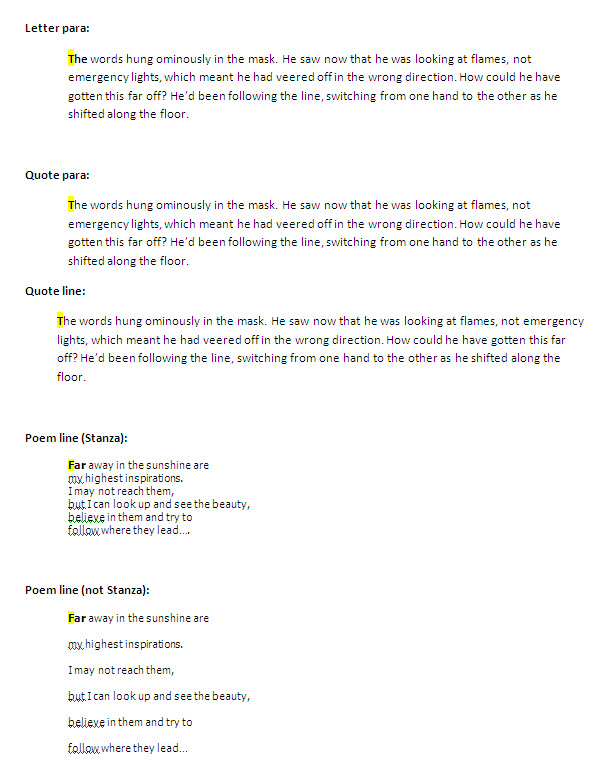 Letter para:
The words hung ominously in the mask. He saw now that he was looking at flames, not
emergency lights, which meant he had veered off in the wrong direction. How could he have
gotten this far off? He'd been following the line, switching from one hand to the other as he
shifted along the floor.
Quote para:
The words hung ominously in the mask. He saw now that he was looking at flames, not
emergency lights, which meant he had veered off in the wrong direction. How could he have
gotten this far off? He'd been following the line, switching from one hand to the other as he
shifted along the floor.
Quote line:
The words hung ominously in the mask. He saw now that he was looking at flames, not emergency
lights, which meant he had veered off in the wrong direction. How could he have gotten this far
off? He'd been following the line, switching from one hand to the other as he shifted along the
floor.
Poem line (Stanza):
Far away in the sunshine are
my highest inspirations.
I may not reach them,
but I can look up and see the beauty,
believe in them and try to
follow where they lead...
Poem line (not Stanza):
Far away in the sunshine are
my highest inspirations.
I may not reach them,
but I can look up and see the beauty,
believe in them and try to
follow where they lead...